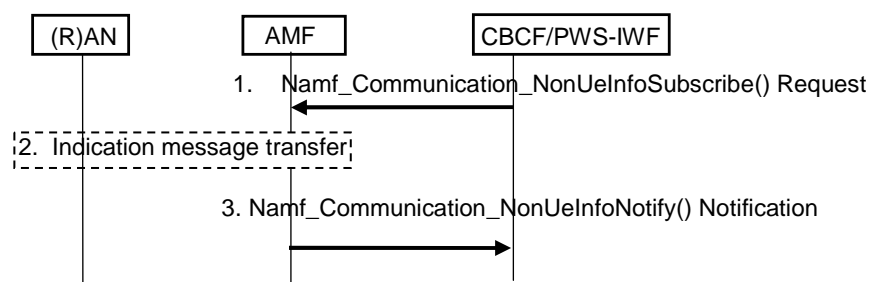 (R)AN
AMF
CBCF/PWS-IWF
1. Namf_Communication_NonUeInfoSubscribe() Request
2. Indication message transfer
3. Namf_Communication_NonUeInfoNotify() Notification